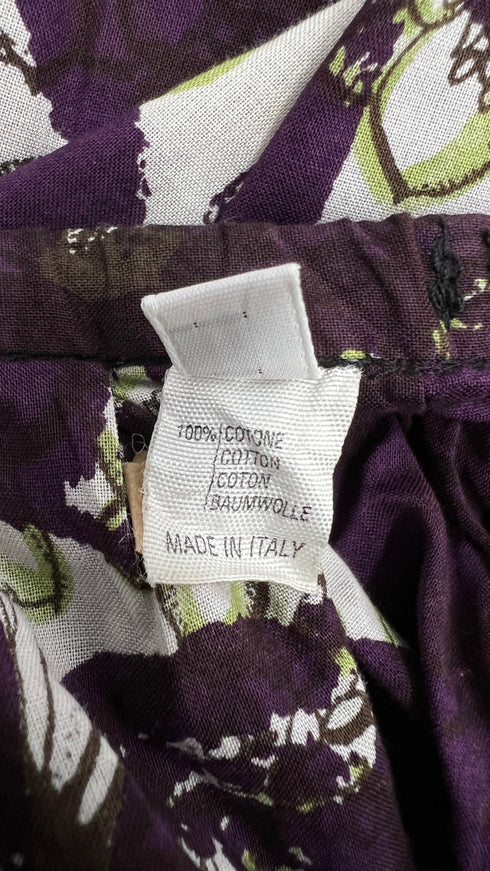 100% COTONE
COTTON
COTON
BAUMWOLLE
MADE IN ITALY